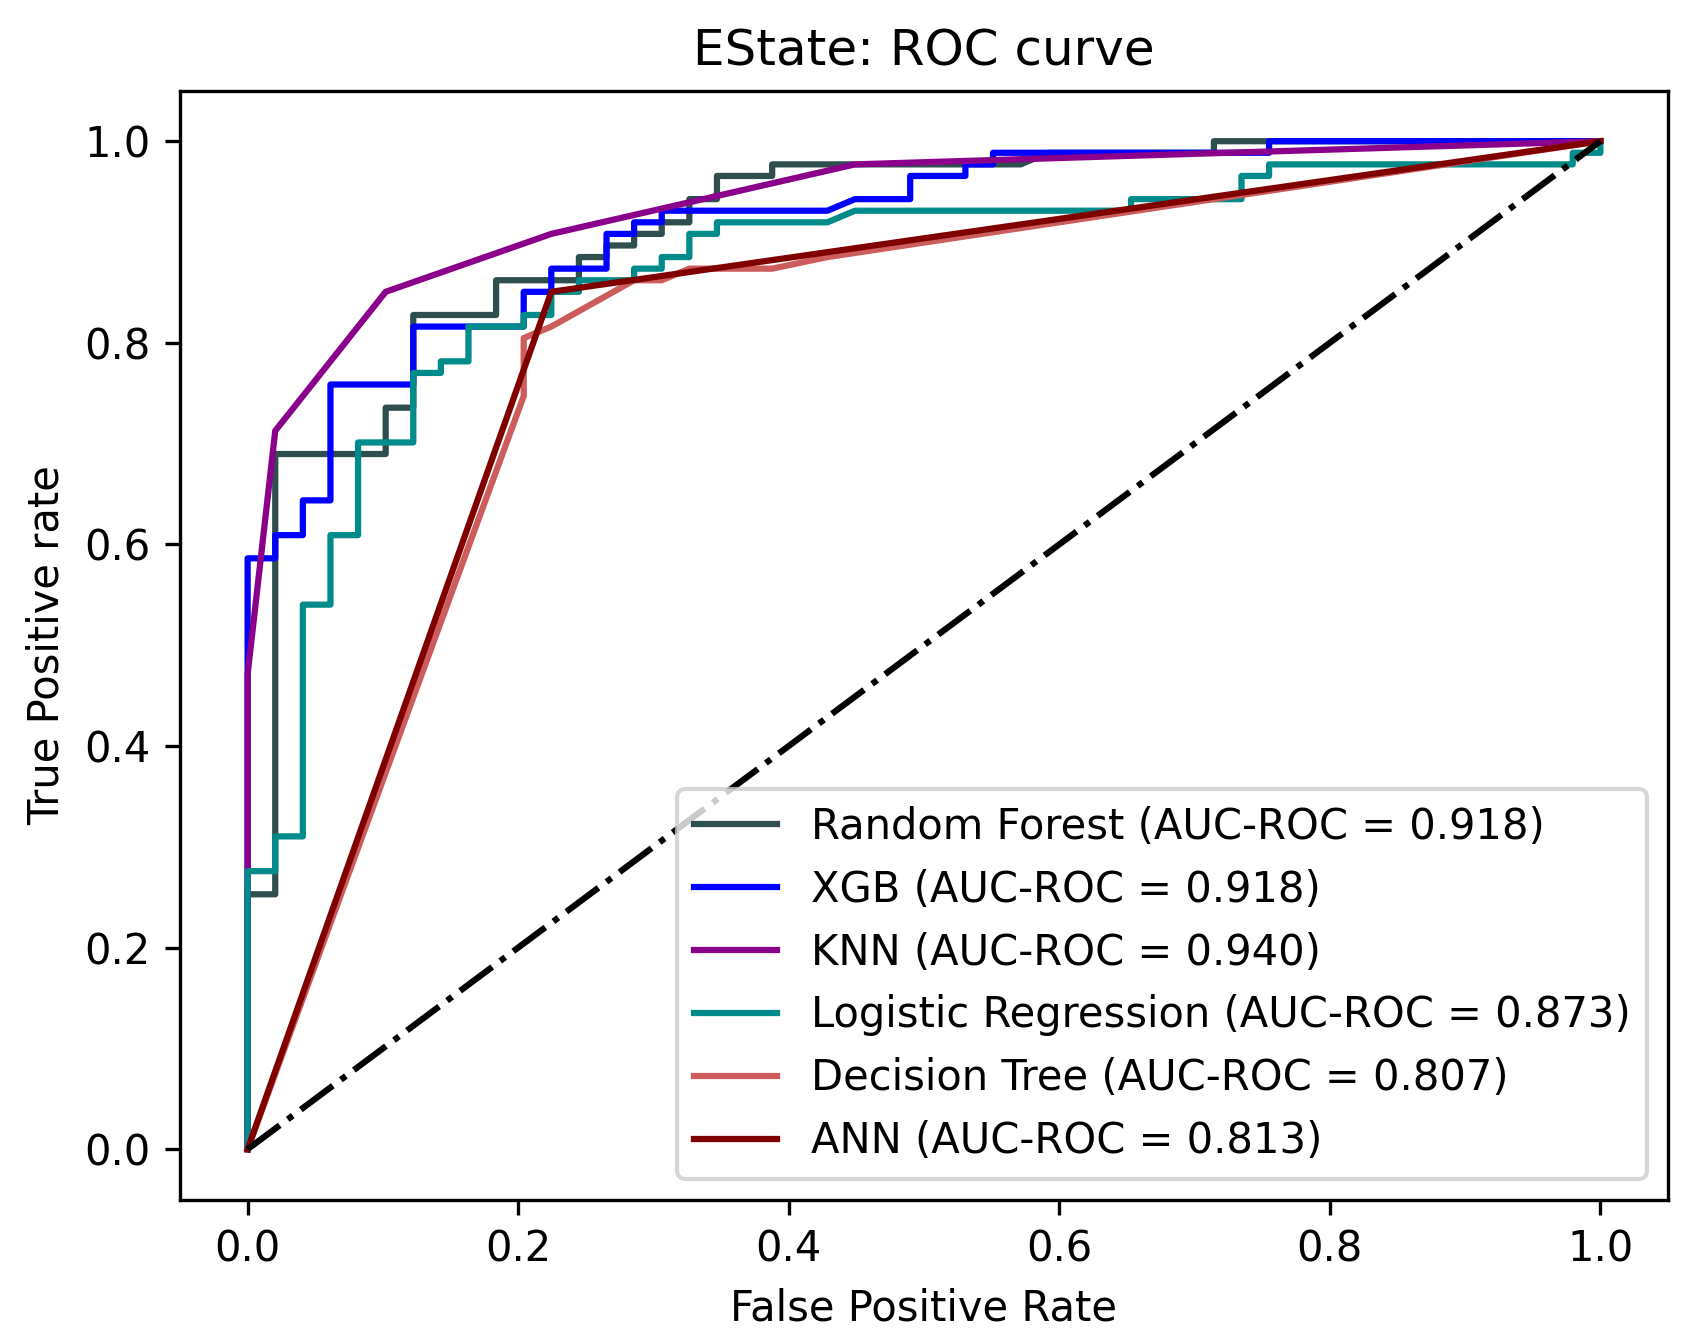 EState: ROC curve
1.0
0.8
0.6
0.4
0.2
0.0
True Positive rate
Random Forest (AUC-ROC = 0.918)
XGB (AUC-ROC = 0.918)
KNN (AUC-ROC = 0.940)
Logistic Regression (AUC-ROC = 0.873)
Decision Tree (AUC-ROC = 0.807)
ANN (AUC-ROC = 0.813)
0.0 0.2 0.4 0.6 0.8 1.0
False Positive Rate